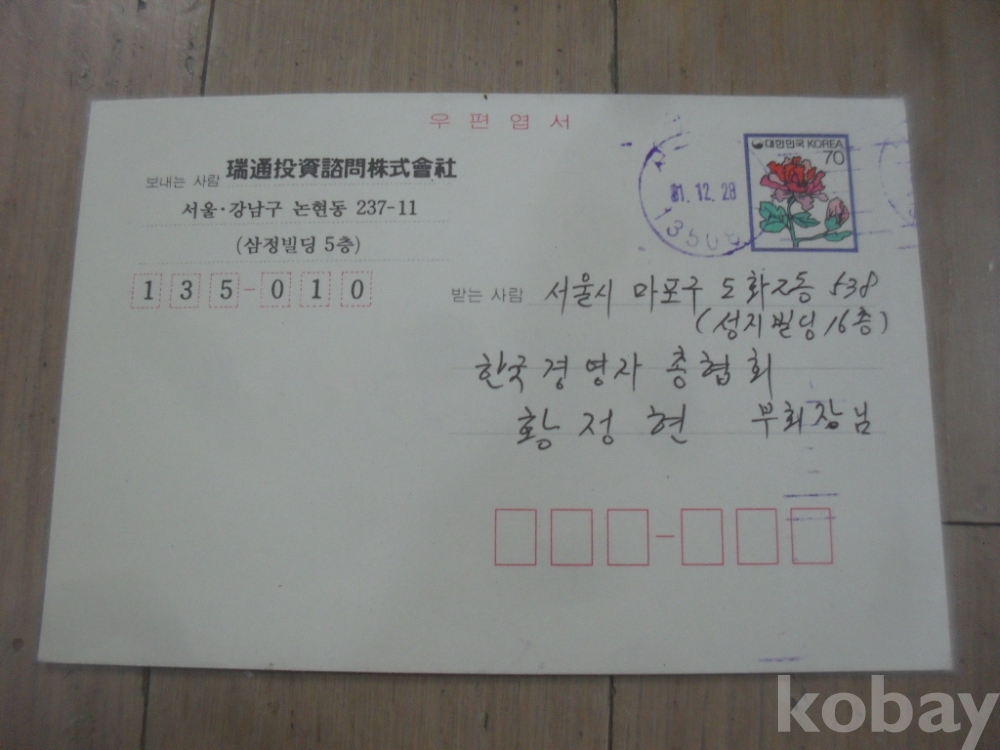 우편엽서
대한민국 KOREA
70
보내는 사람 瑞通投資諮問株式會社
서울·강남구 논현동 237-11
(삼정빌딩 5층)
135-010
12.28
받는 사람 서울시 마포구 도화2동 538
(성지빌딩 16층)
한국경영자총협회
황정현 부회장님
kobay